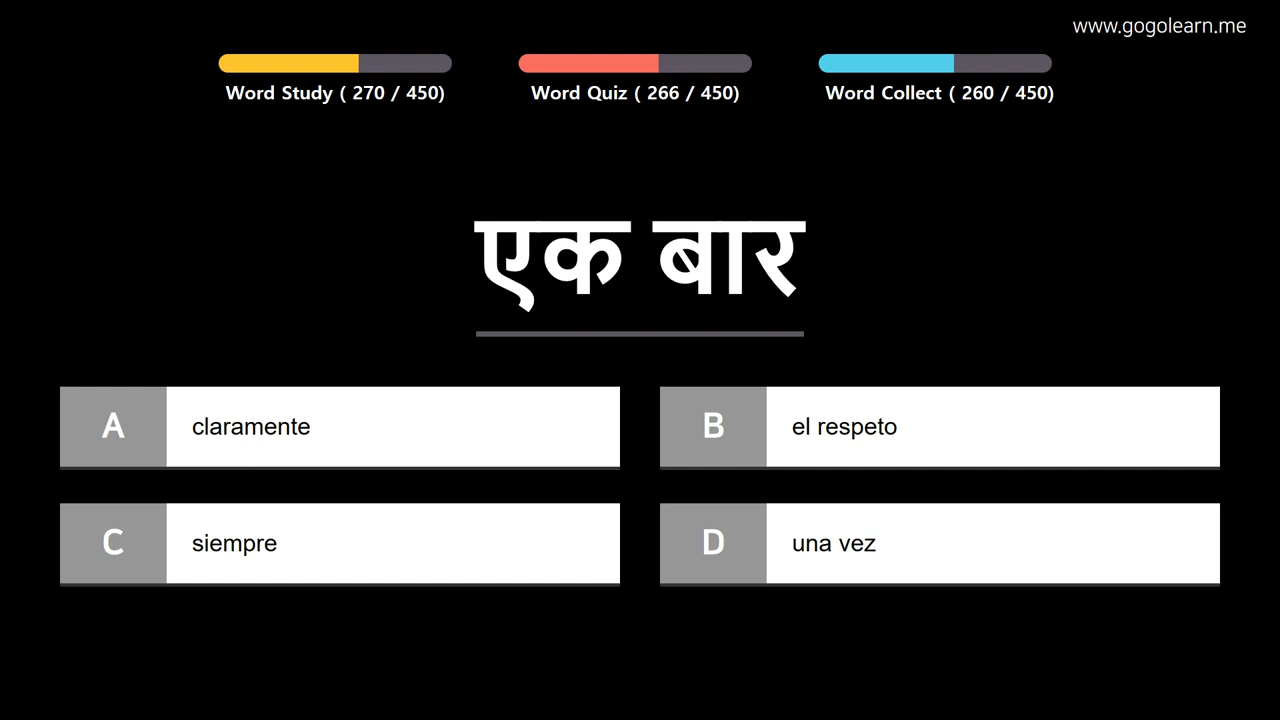 www.gogolearn.me
Word Study ( 270 / 450)
Word Quiz ( 266 / 450)
Word Collect ( 260 / 450)
एक बार
A claramente
B el respeto
C siempre
D una vez